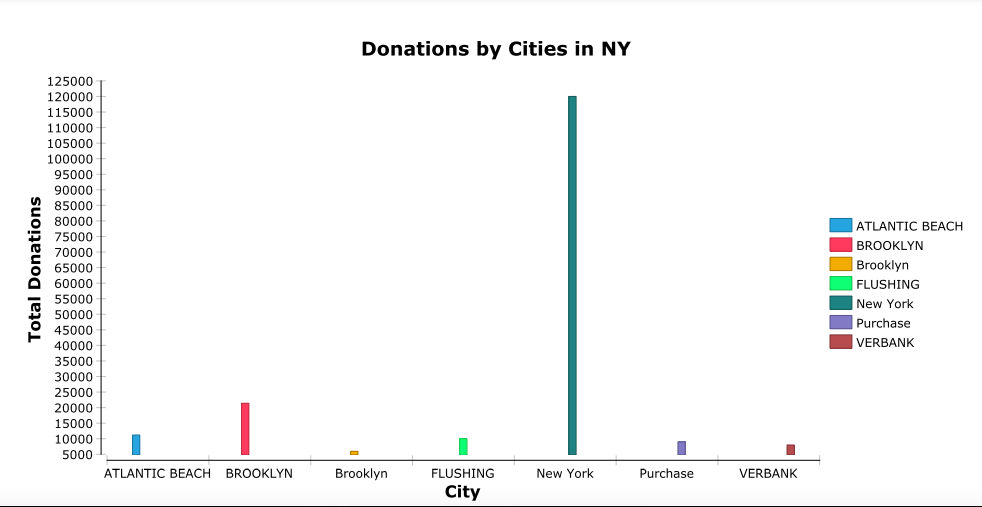 Donations by Cities in NY
125000
120000
115000
110000
105000
100000
95000
90000
85000
80000
75000
70000
65000
60000
55000
50000
45000
40000
35000
30000
25000
20000
15000
10000
5000
Total Donations
ATLANTIC BEACH BROOKLYN Brooklyn FLUSHING New York Purchase VERBANK
City
ATLANTIC BEACH
BROOKLYN
Brooklyn
FLUSHING
New York
Purchase
VERBANK